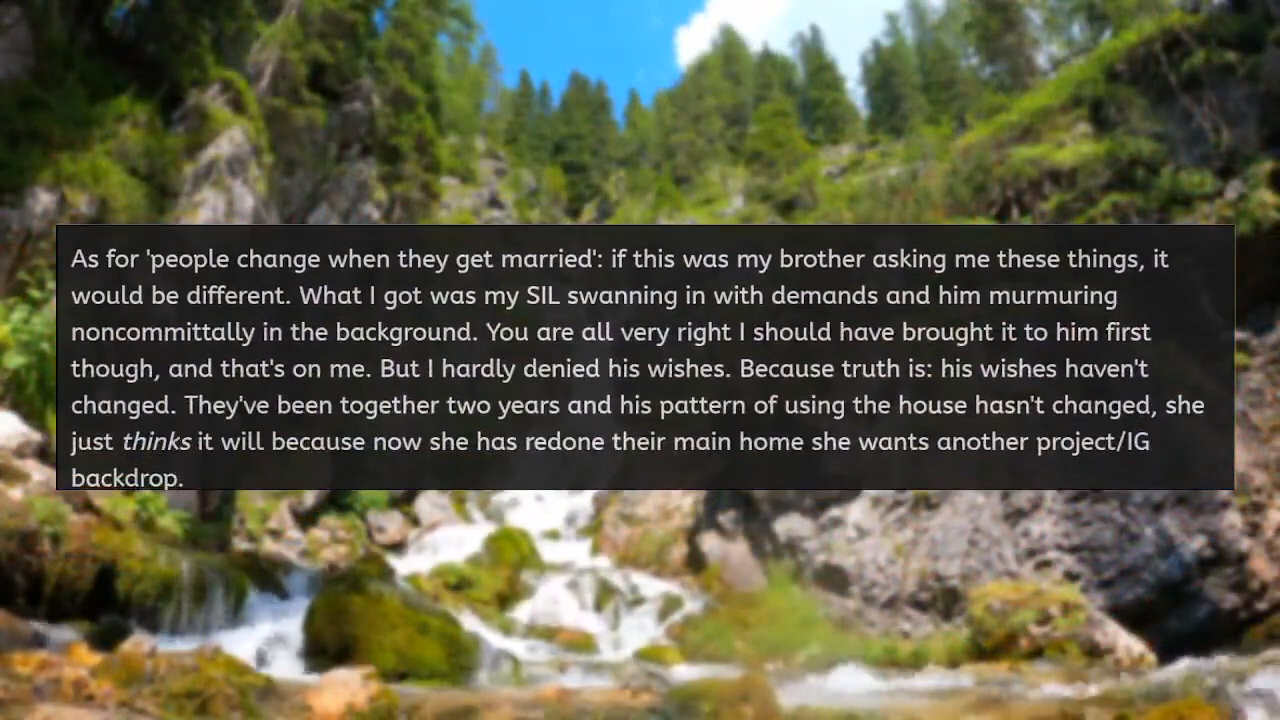 As for 'people change when they get married': if this was my brother asking me these things, it
would be different. What I got was my SIL swanning in with demands and him murmuring
noncommittally in the background. You are all very right I should have brought it to him first
though, and that's on me. But I hardly denied his wishes. Because truth is: his wishes haven't
changed. They've been together two years and his pattern of using the house hasn't changed, she
just thinks it will because now she has redone their main home she wants another project/IG
backdrop.